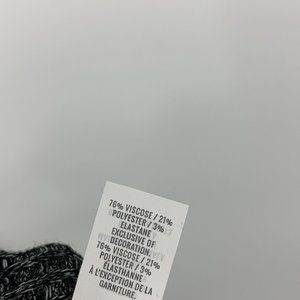 76% VISCOSE / 21%
POLYESTER / 3%
ELASTANE
EXCLUSIVE OF
DECORATION.
76% VISCOSE / 21%
POLYESTER / 3%
ÉLASTHANNE
À L'EXCEPTION DE LA
GARNITURE.